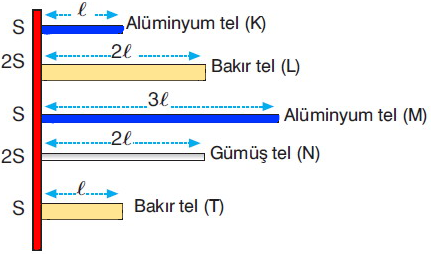 ℓ
S Alüminyum tel (K)
2ℓ
2S Bakır tel (L)
3ℓ
S Alüminyum tel (M)
2ℓ
2S Gümüş tel (N)
ℓ
S Bakır tel (T)